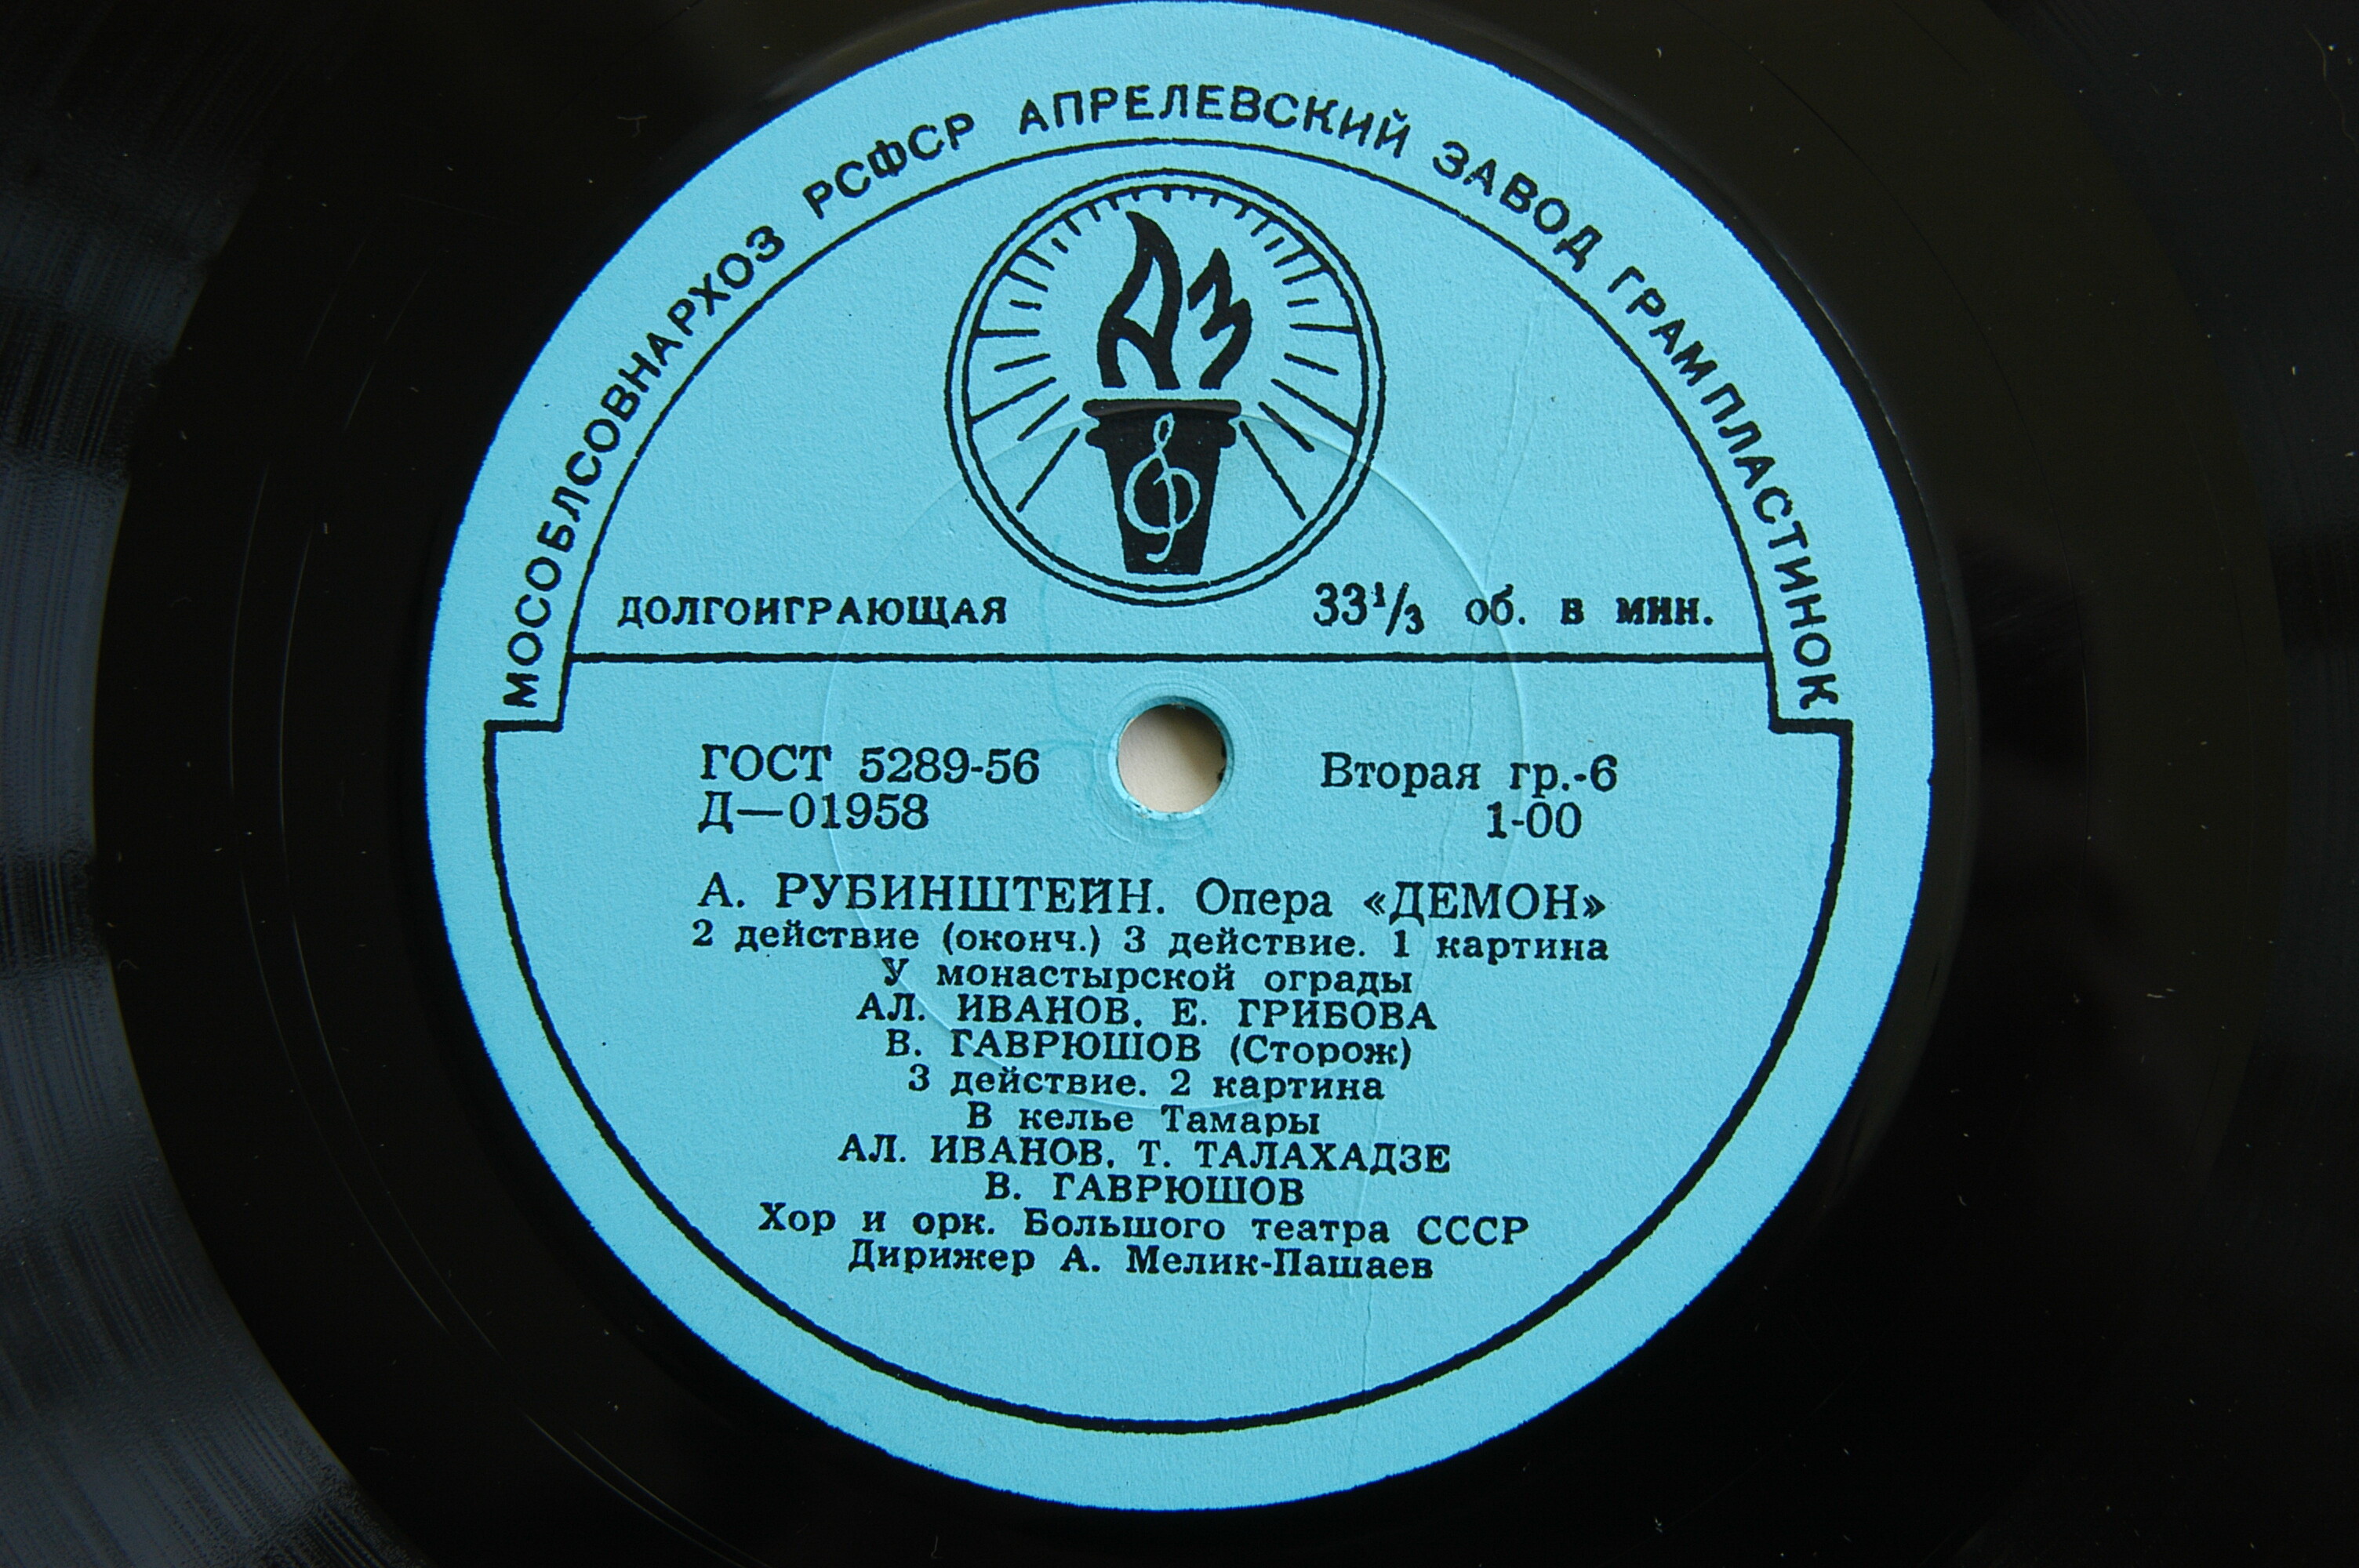 МОСОБЛСОВНАРХОЗ РСФСР АПРЕЛЕВСКИЙ ЗАВОД ГРАМПЛАСТИНОК
АЗ
ДОЛГОИГРАЮЩАЯ 33⅓ об. в мин.
ГОСТ 5289-56 Вторая гр.-6
Д—01958 1-00
А. РУБИНШТЕЙН. Опера «ДЕМОН»
2 действие (оконч.) 3 действие. 1 картина
У монастырской ограды
АЛ. ИВАНОВ, Е. ГРИБОВА
В. ГАВРЮШОВ (Сторож)
3 действие. 2 картина
В келье Тамары
АЛ. ИВАНОВ, Т. ТАЛАХАДЗЕ
В. ГАВРЮШОВ
Хор и орк. Большого театра СССР
Дирижер А. Мелик-Пашаев